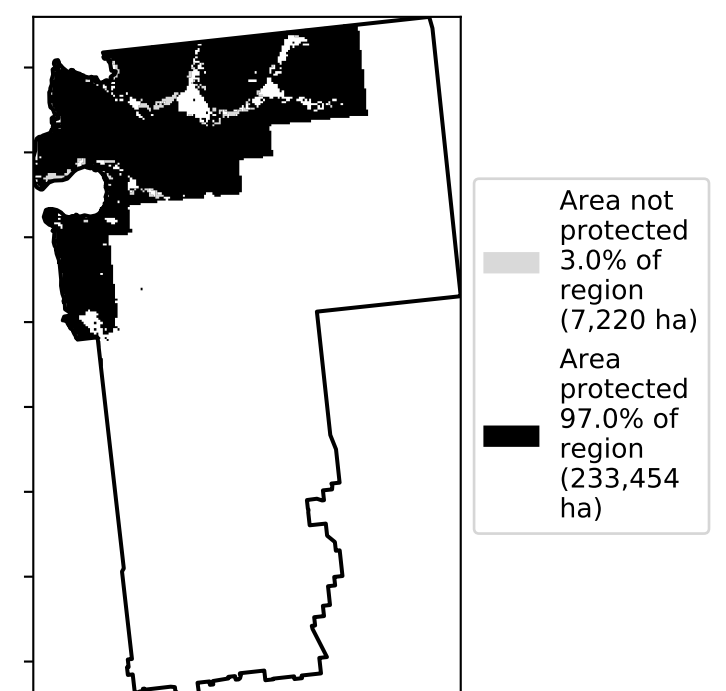 Area not
protected
3.0% of
region
(7,220 ha)
Area
protected
97.0% of
region
(233,454
ha)